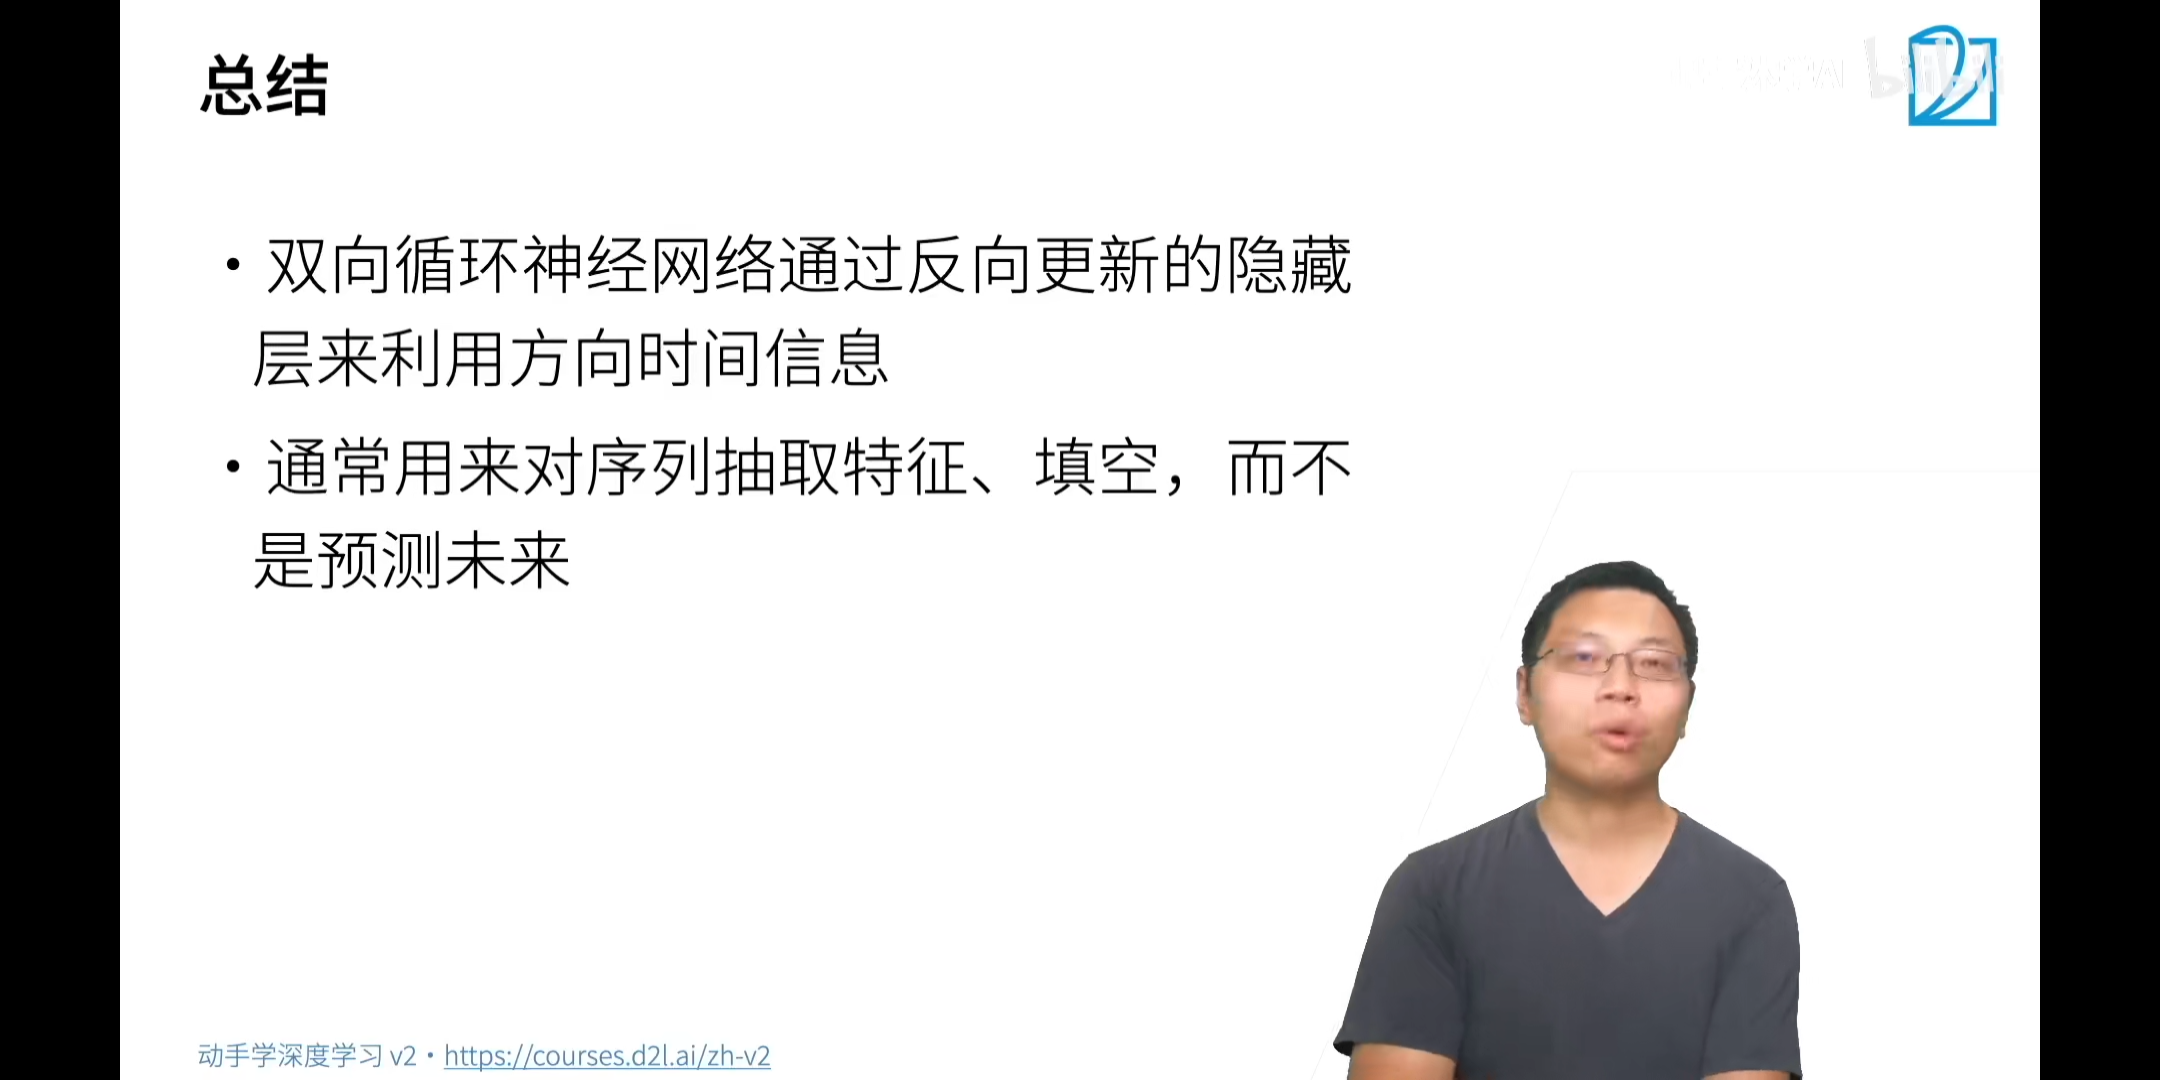 总结
• 双向循环神经网络通过反向更新的隐藏
层来利用方向时间信息
• 通常用来对序列抽取特征、填空，而不
是预测未来
动手学深度学习 v2 • https://courses.d2l.ai/zh-v2
bilibili